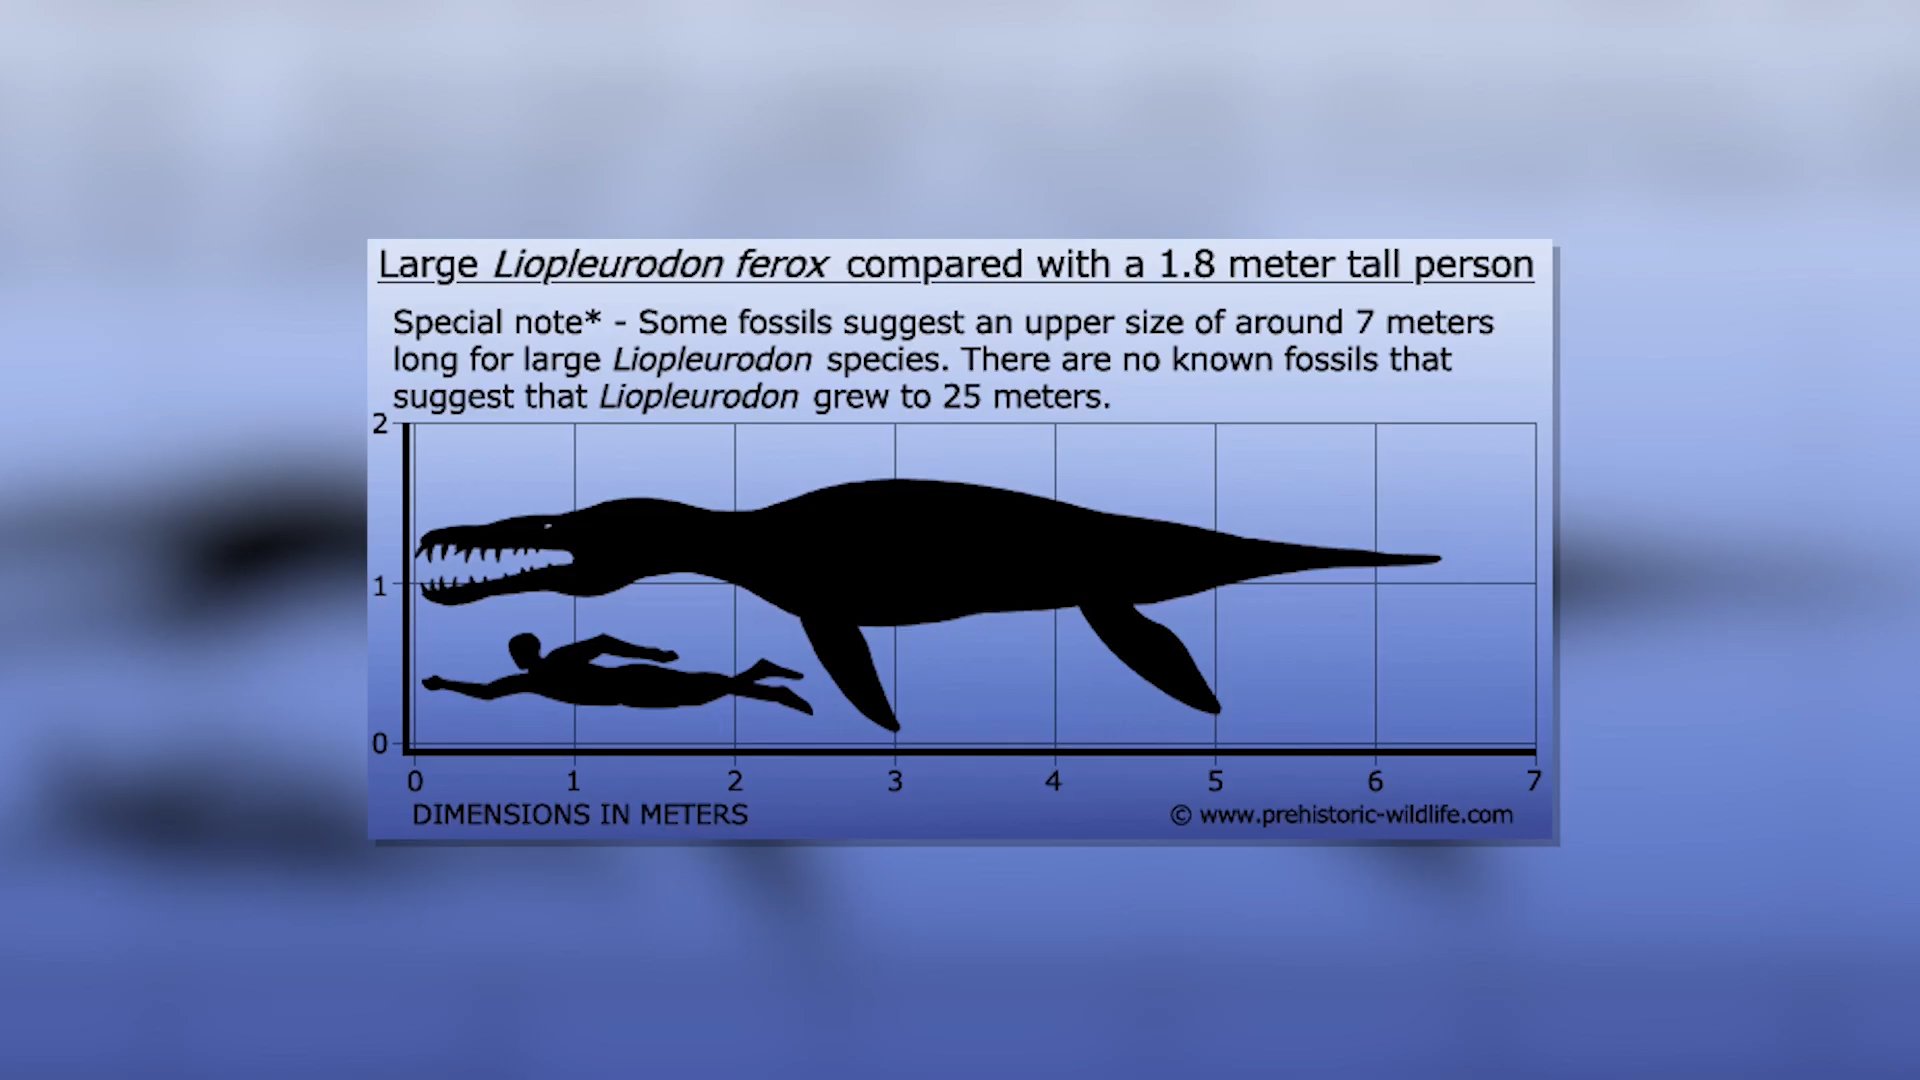 Large Liopleurodon ferox compared with a 1.8 meter tall person
Special note* - Some fossils suggest an upper size of around 7 meters
long for large Liopleurodon species. There are no known fossils that
suggest that Liopleurodon grew to 25 meters.
2
1
0
0 1 2 3 4 5 6 7
DIMENSIONS IN METERS
© www.prehistoric-wildlife.com